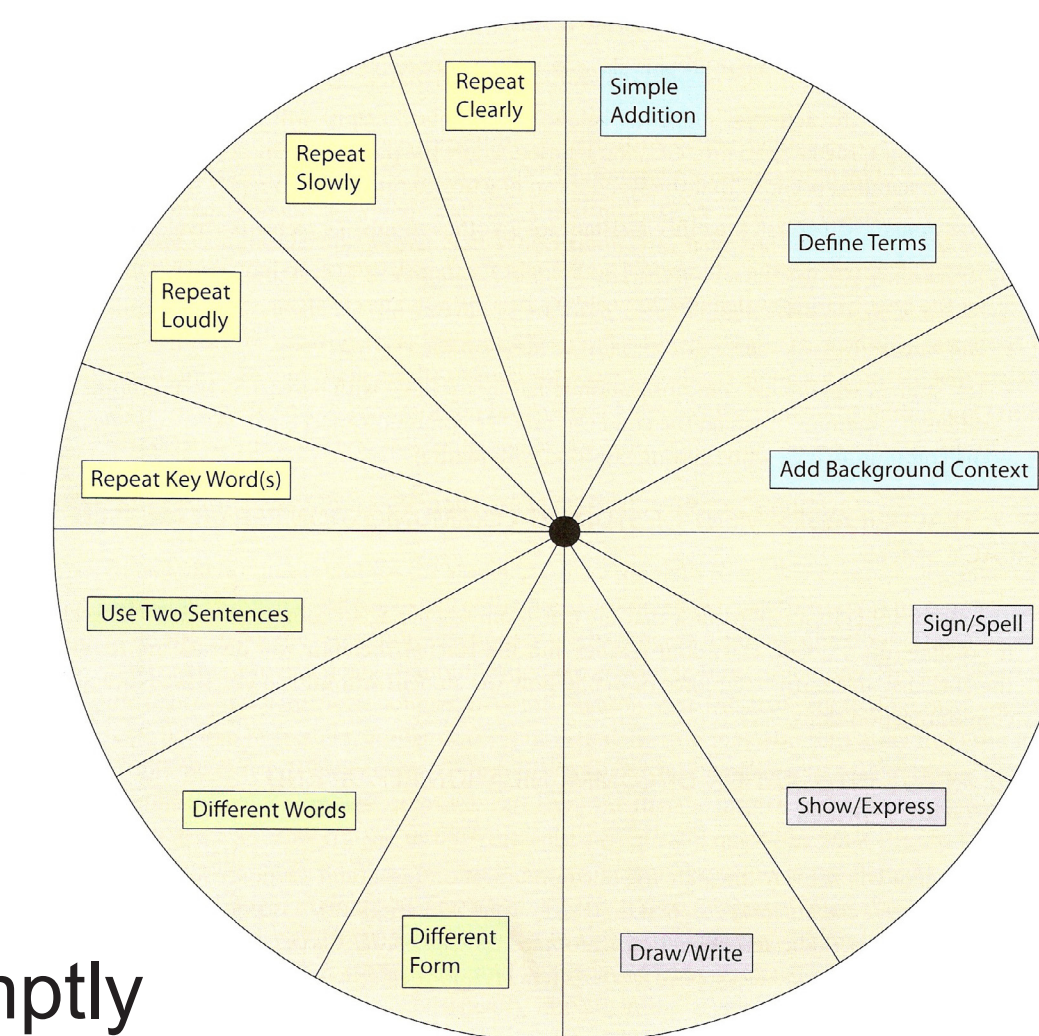 Repeat
Clearly
Simple
Addition
Repeat
Slowly
Define Terms
Repeat
Loudly
Add Background Context
Repeat Key Word(s)
Use Two Sentences
Sign/Spell
Different Words
Show/Express
Different
Form
Draw/Write